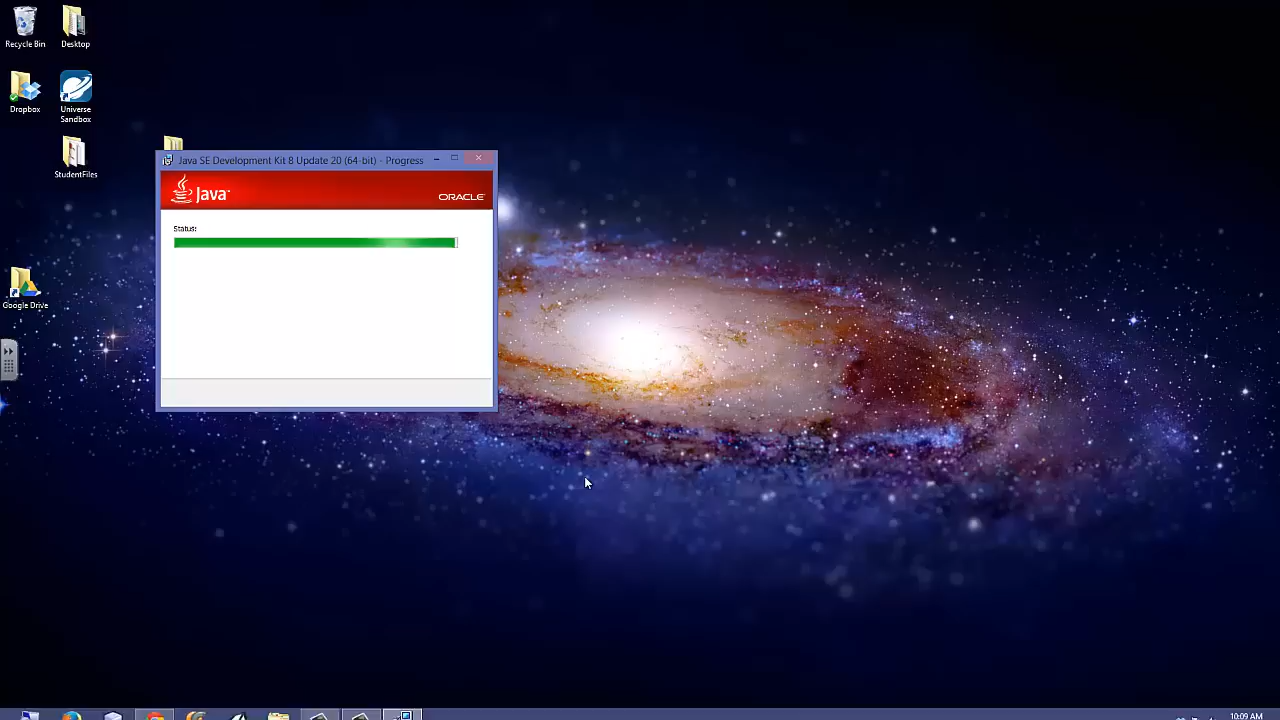 Recycle Bin
Desktop
Dropbox
Universe
Sandbox
StudentFiles
Google Drive
Java SE Development Kit 8 Update 20 (64-bit) - Progress
Java™
ORACLE
Status:
10:09 AM